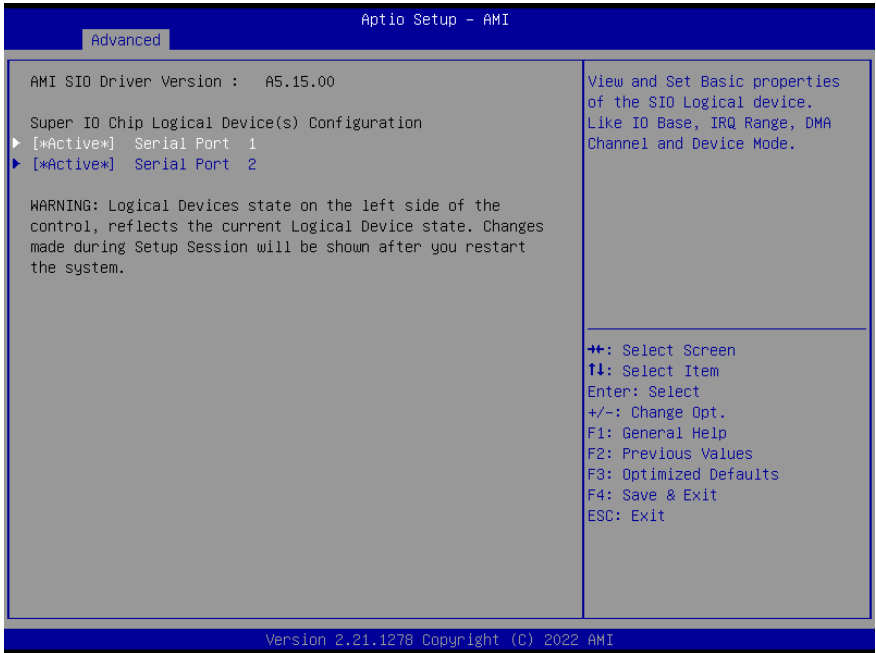 Aptio Setup – AMI
Advanced
AMI SIO Driver Version : A5.15.00
Super IO Chip Logical Device(s) Configuration
[*Active*] Serial Port 1
[*Active*] Serial Port 2
WARNING: Logical Devices state on the left side of the
control, reflects the current Logical Device state. Changes
made during Setup Session will be shown after you restart
the system.
View and Set Basic properties
of the SIO Logical device.
Like IO Base, IRQ Range, DMA
Channel and Device Mode.
→←: Select Screen
↑↓: Select Item
Enter: Select
+/-: Change Opt.
F1: General Help
F2: Previous Values
F3: Optimized Defaults
F4: Save & Exit
ESC: Exit
Version 2.21.1278 Copyright (C) 2022 AMI